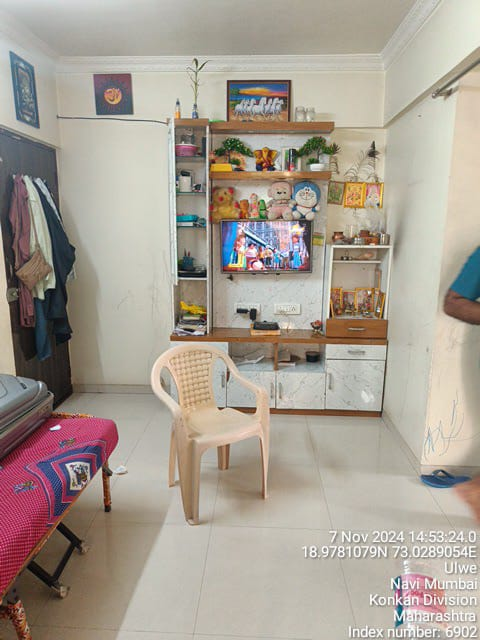 7 Nov 2024 14:53:24.0
18.9781079N 73.0289054E
Ulwe
Navi Mumbai
Konkan Division
Maharashtra
Index number: 6902